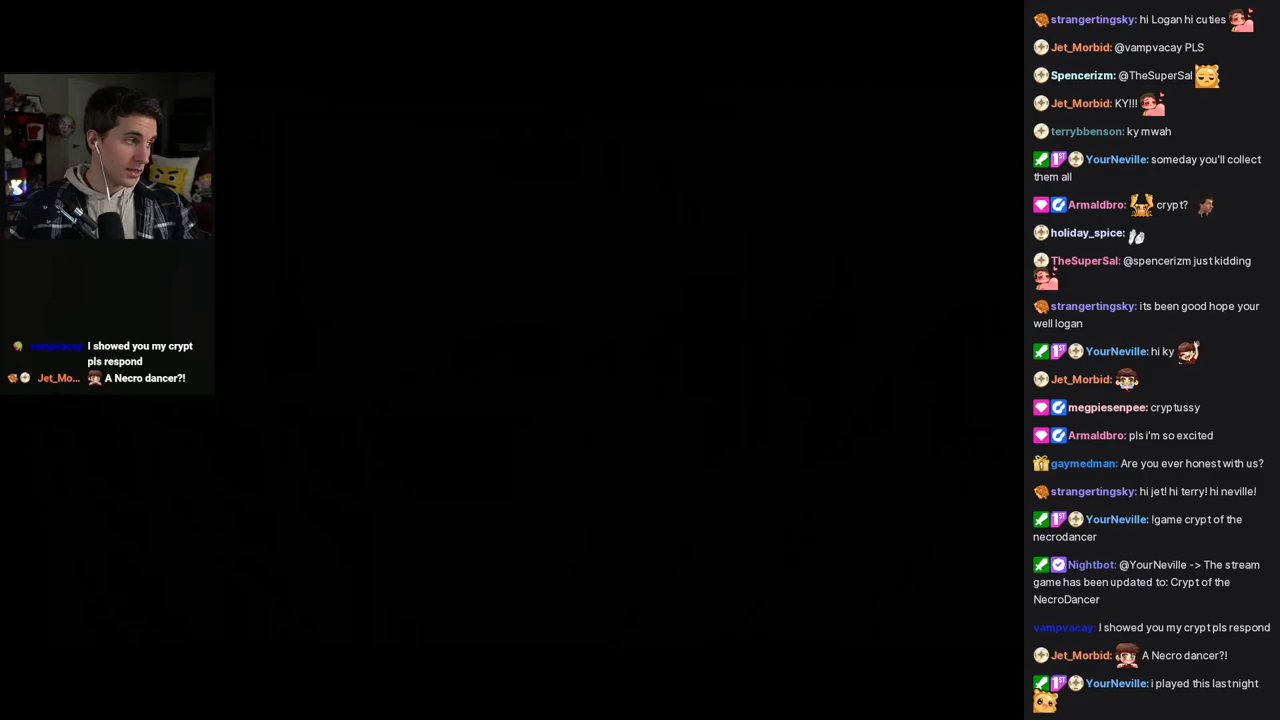 vampvacay I showed you my crypt
pls respond
Jet_Mo... A Necro dancer?!
strangertingsky: hi Logan hi cuties
Jet_Morbid: @vampvacay PLS
Spencerizm: @TheSuperSal
Jet_Morbid: KY!!!
terrybbenson: ky mwah
YourNeville: someday you'll collect
them all
Armaldbro: crypt?
holiday_spice:
TheSuperSal: @spencerizm just kidding
strangertingsky: its been good hope your
well logan
YourNeville: hi ky
Jet_Morbid:
megpiesenpee: cryptussy
Armaldbro: pls i'm so excited
gaymedman: Are you ever honest with us?
strangertingsky: hi jet! hi terry! hi neville!
YourNeville: !game crypt of the
necrodancer
Nightbot: @YourNeville -> The stream
game has been updated to: Crypt of the
NecroDancer
vampvacay: I showed you my crypt pls respond
Jet_Morbid: A Necro dancer?!
YourNeville: i played this last night